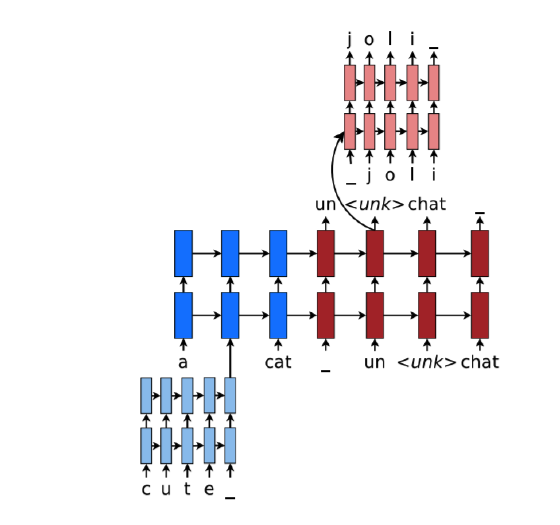 j o l i _
_ j o l i
un <unk> chat _
a cat _ un <unk> chat
c u t e _